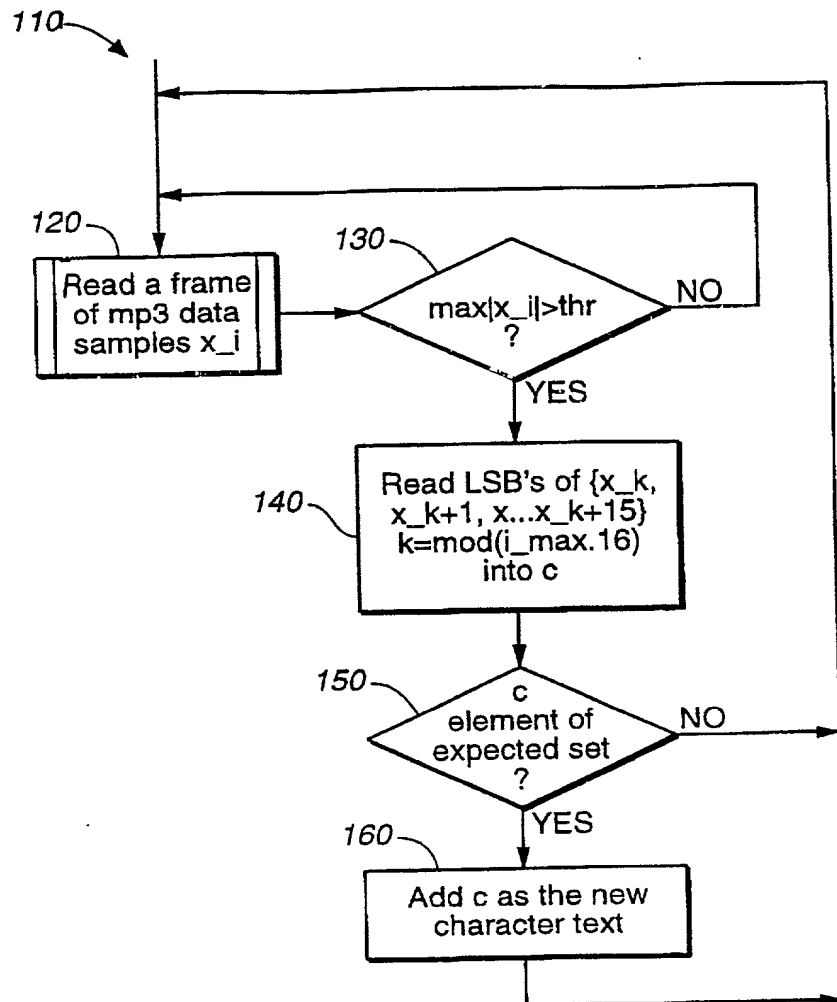 110
120
Read a frame
of mp3 data
samples x_i
130
max|x_i|>thr
?
NO
YES
140
Read LSB's of {x_k,
x_k+1, x...x_k+15}
k=mod(i_max.16)
into c
150
c
element of
expected set
?
NO
YES
160
Add c as the new
character text